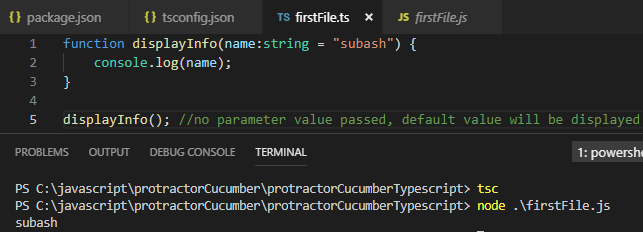 {} package.json
{} tsconfig.json
TS firstFile.ts ×
JS firstFile.js
1 function displayInfo(name:string = "subash") {
2     console.log(name);
3 }
4
5 displayInfo(); //no parameter value passed, default value will be displayed
PROBLEMS OUTPUT DEBUG CONSOLE TERMINAL
1: powershe
PS C:\javascript\protractorCucumber\protractorCucumberTypescript> tsc
PS C:\javascript\protractorCucumber\protractorCucumberTypescript> node .\firstFile.js
subash